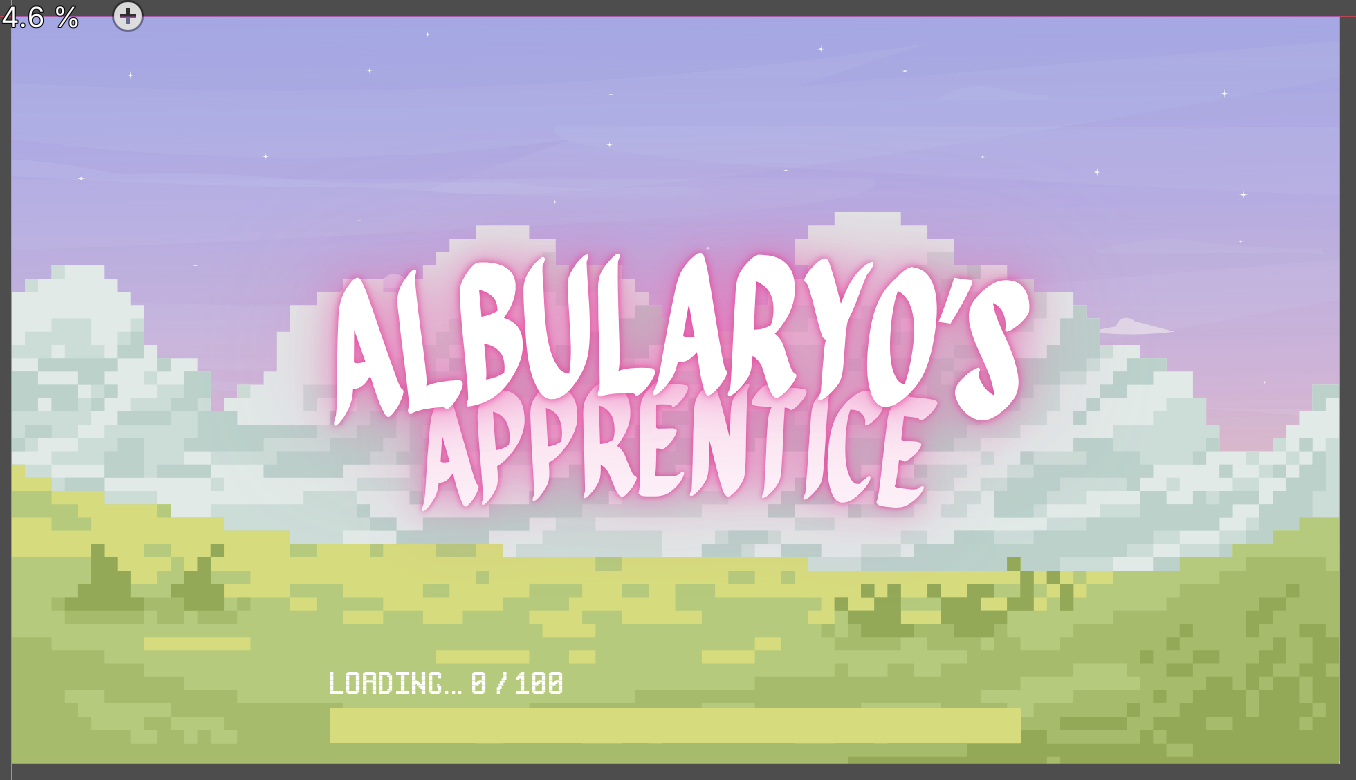 4.6 %
ALBULARYO'S
APPRENTICE
LOADING... 0 / 100